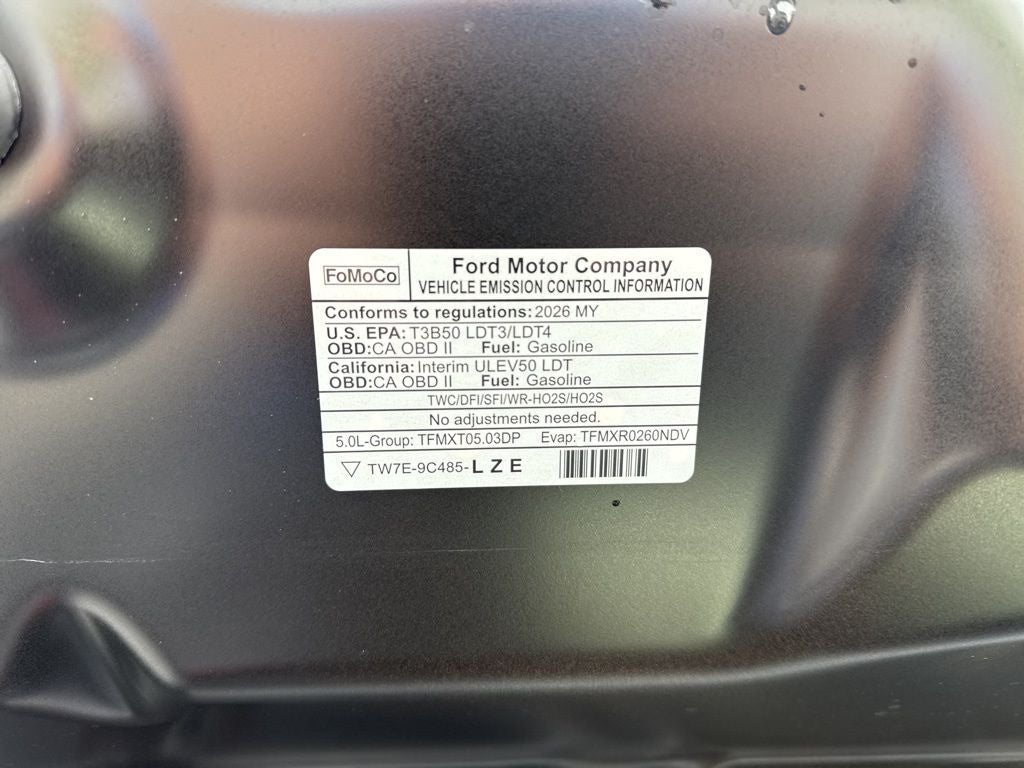 FoMoCo
Ford Motor Company
VEHICLE EMISSION CONTROL INFORMATION
Conforms to regulations: 2026 MY
U.S. EPA: T3B50 LDT3/LDT4
OBD:CA OBD II Fuel: Gasoline
California: Interim ULEV50 LDT
OBD:CA OBD II Fuel: Gasoline
TWC/DFI/SFI/WR-HO2S/HO2S
No adjustments needed.
5.0L-Group: TFMXT05.03DP Evap: TFMXR0260NDV
TW7E-9C485-L Z E